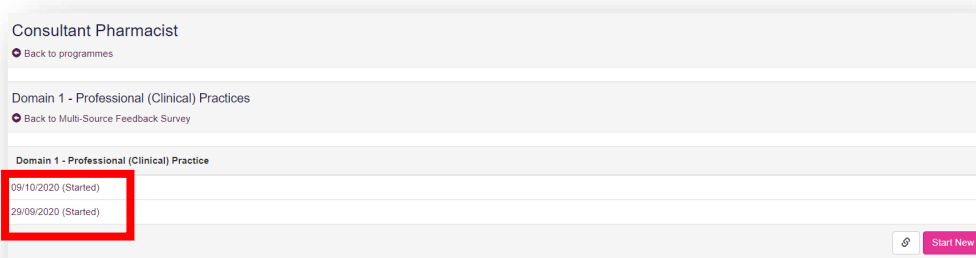 Consultant Pharmacist
Back to programmes
Domain 1 - Professional (Clinical) Practices
Back to Multi-Source Feedback Survey
Domain 1 - Professional (Clinical) Practice
09/10/2020 (Started)
29/09/2020 (Started)
Start New